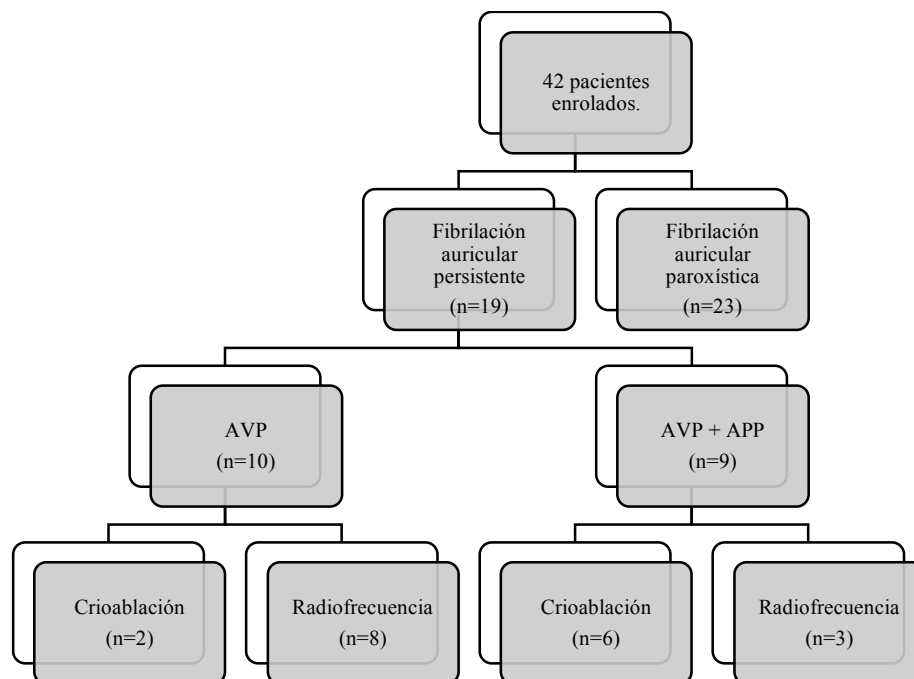 42 pacientes
enrolados.
Fibrilación
auricular
persistente
(n=19)
Fibrilación
auricular
paroxística
(n=23)
AVP
(n=10)
AVP + APP
(n=9)
Crioablación
(n=2)
Radiofrecuencia
(n=8)
Crioablación
(n=6)
Radiofrecuencia
(n=3)